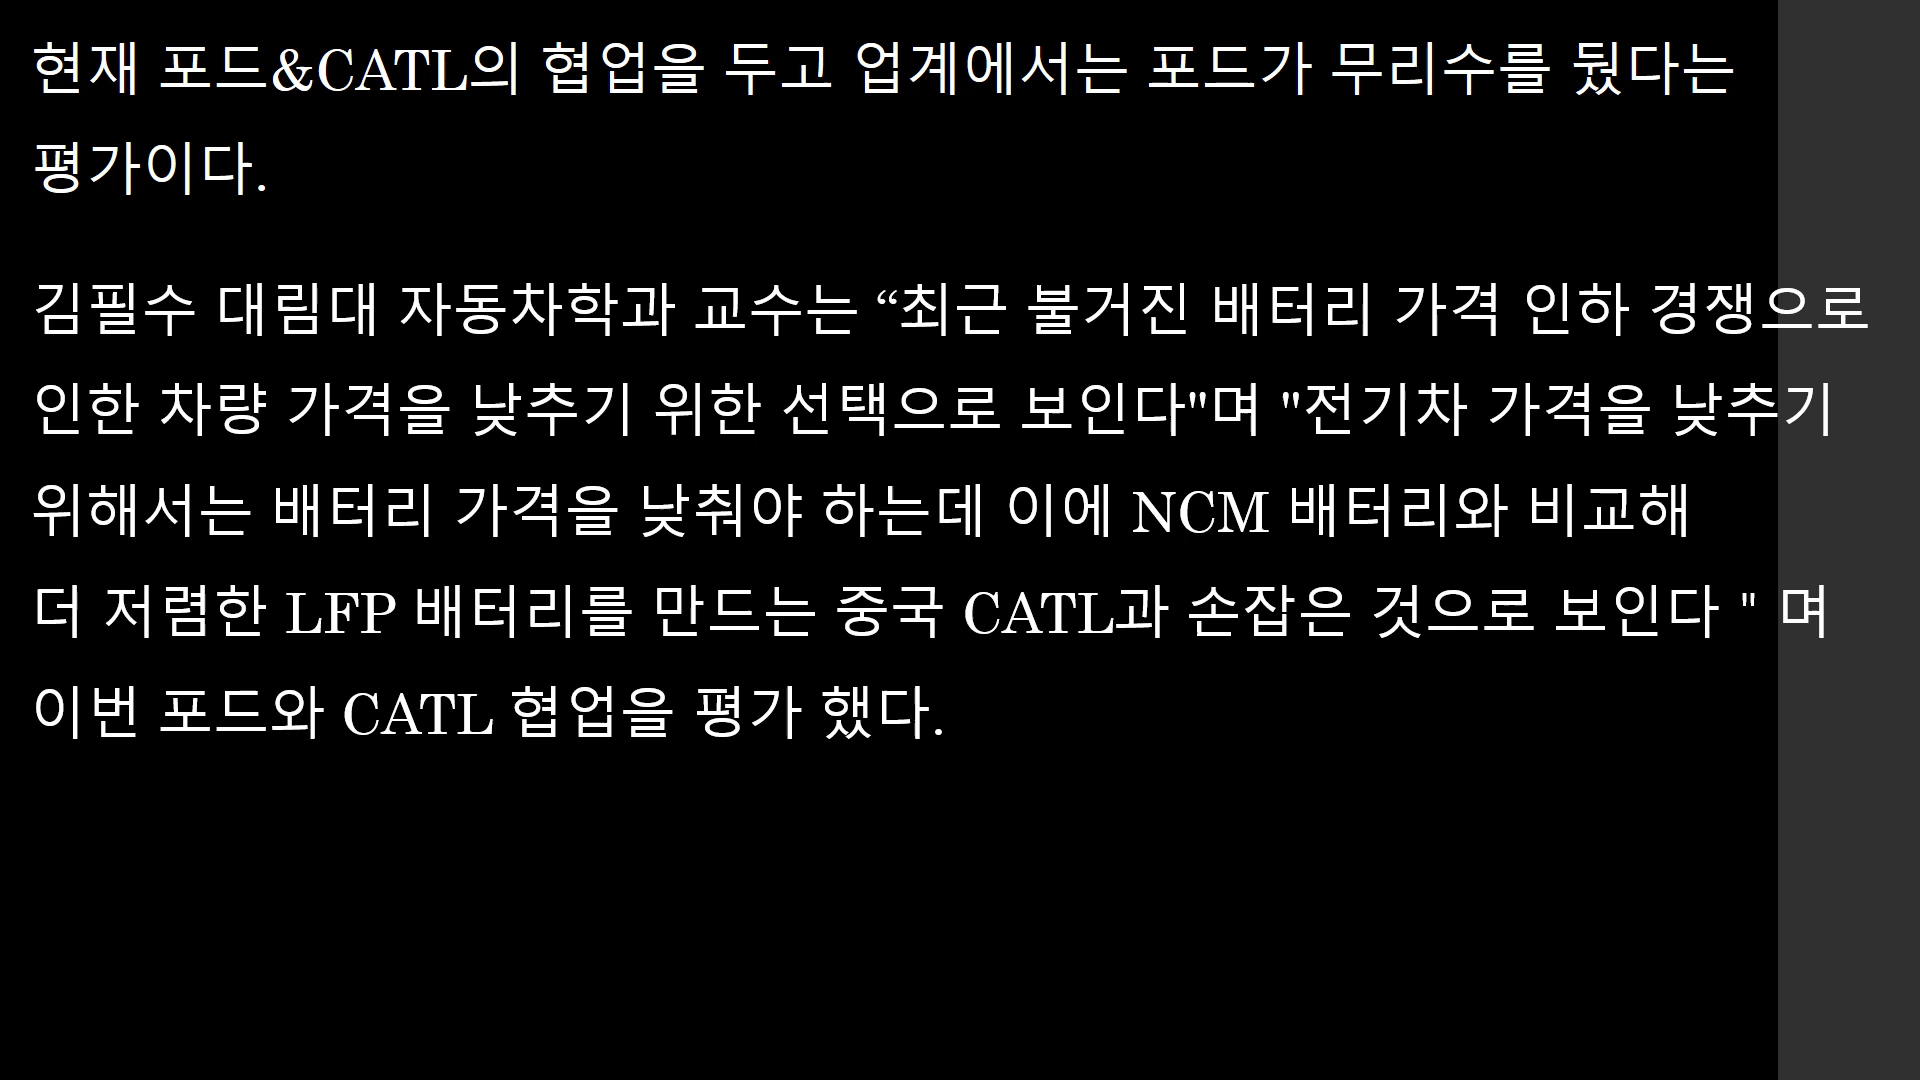 현재 포드&CATL의 협업을 두고 업계에서는 포드가 무리수를 뒀다는
평가이다.
김필수 대림대 자동차학과 교수는 “최근 불거진 배터리 가격 인하 경쟁으로
인한 차량 가격을 낮추기 위한 선택으로 보인다"며 "전기차 가격을 낮추기
위해서는 배터리 가격을 낮춰야 하는데 이에 NCM 배터리와 비교해
더 저렴한 LFP 배터리를 만드는 중국 CATL과 손잡은 것으로 보인다 " 며
이번 포드와 CATL 협업을 평가 했다.